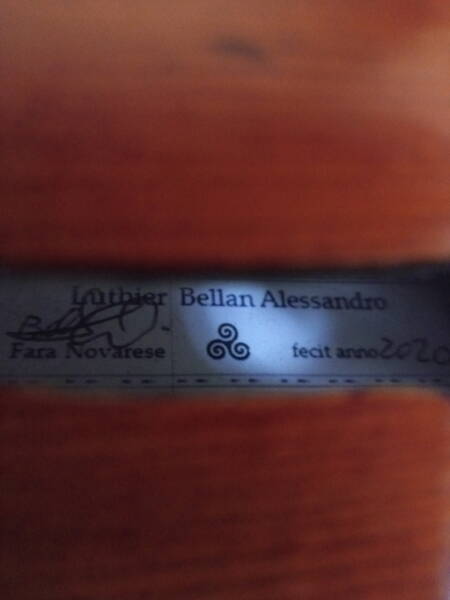 Luthier Bellan Alessandro
Fara Novarese fecit anno 2020